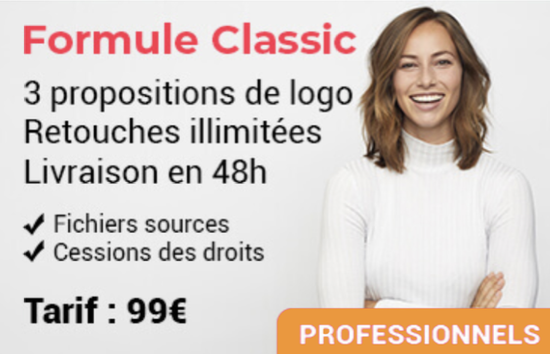 Formule Classic
3 propositions de logo
Retouches illimitées
Livraison en 48h
✔ Fichiers sources
✔ Cessions des droits
Tarif : 99€
PROFESSIONNELS